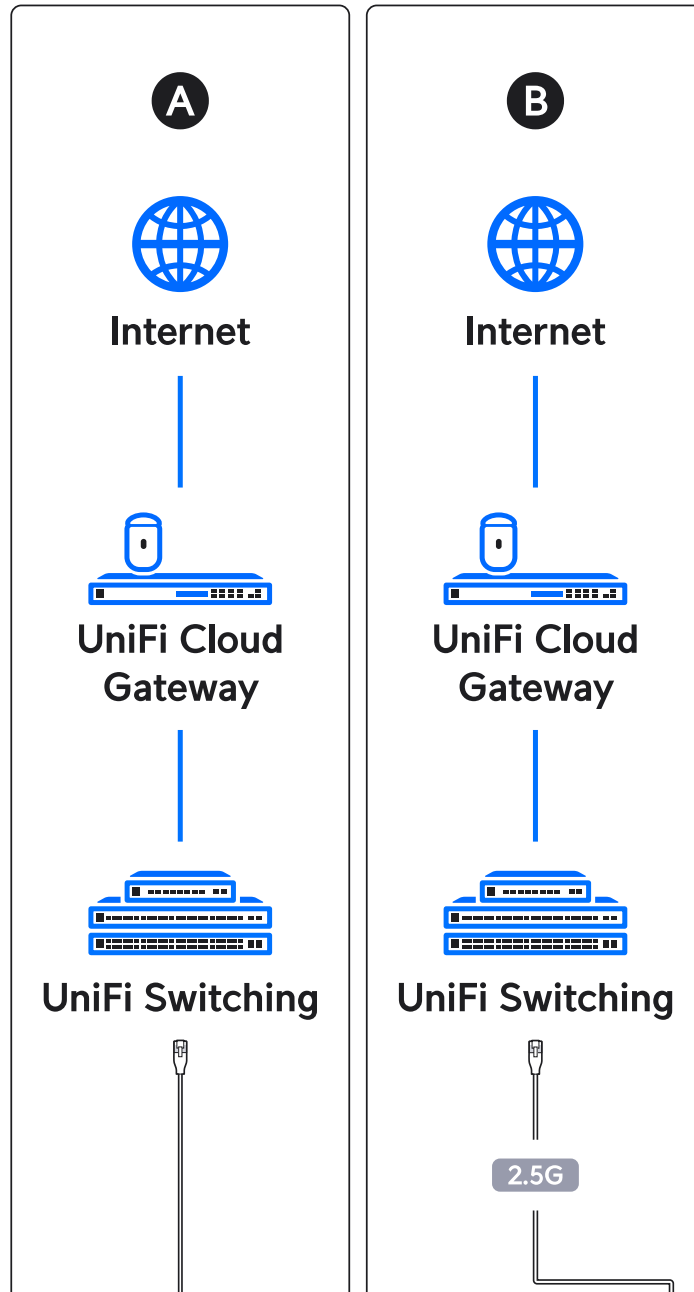 A
Internet
UniFi Cloud
Gateway
UniFi Switching
B
Internet
UniFi Cloud
Gateway
UniFi Switching
2.5G